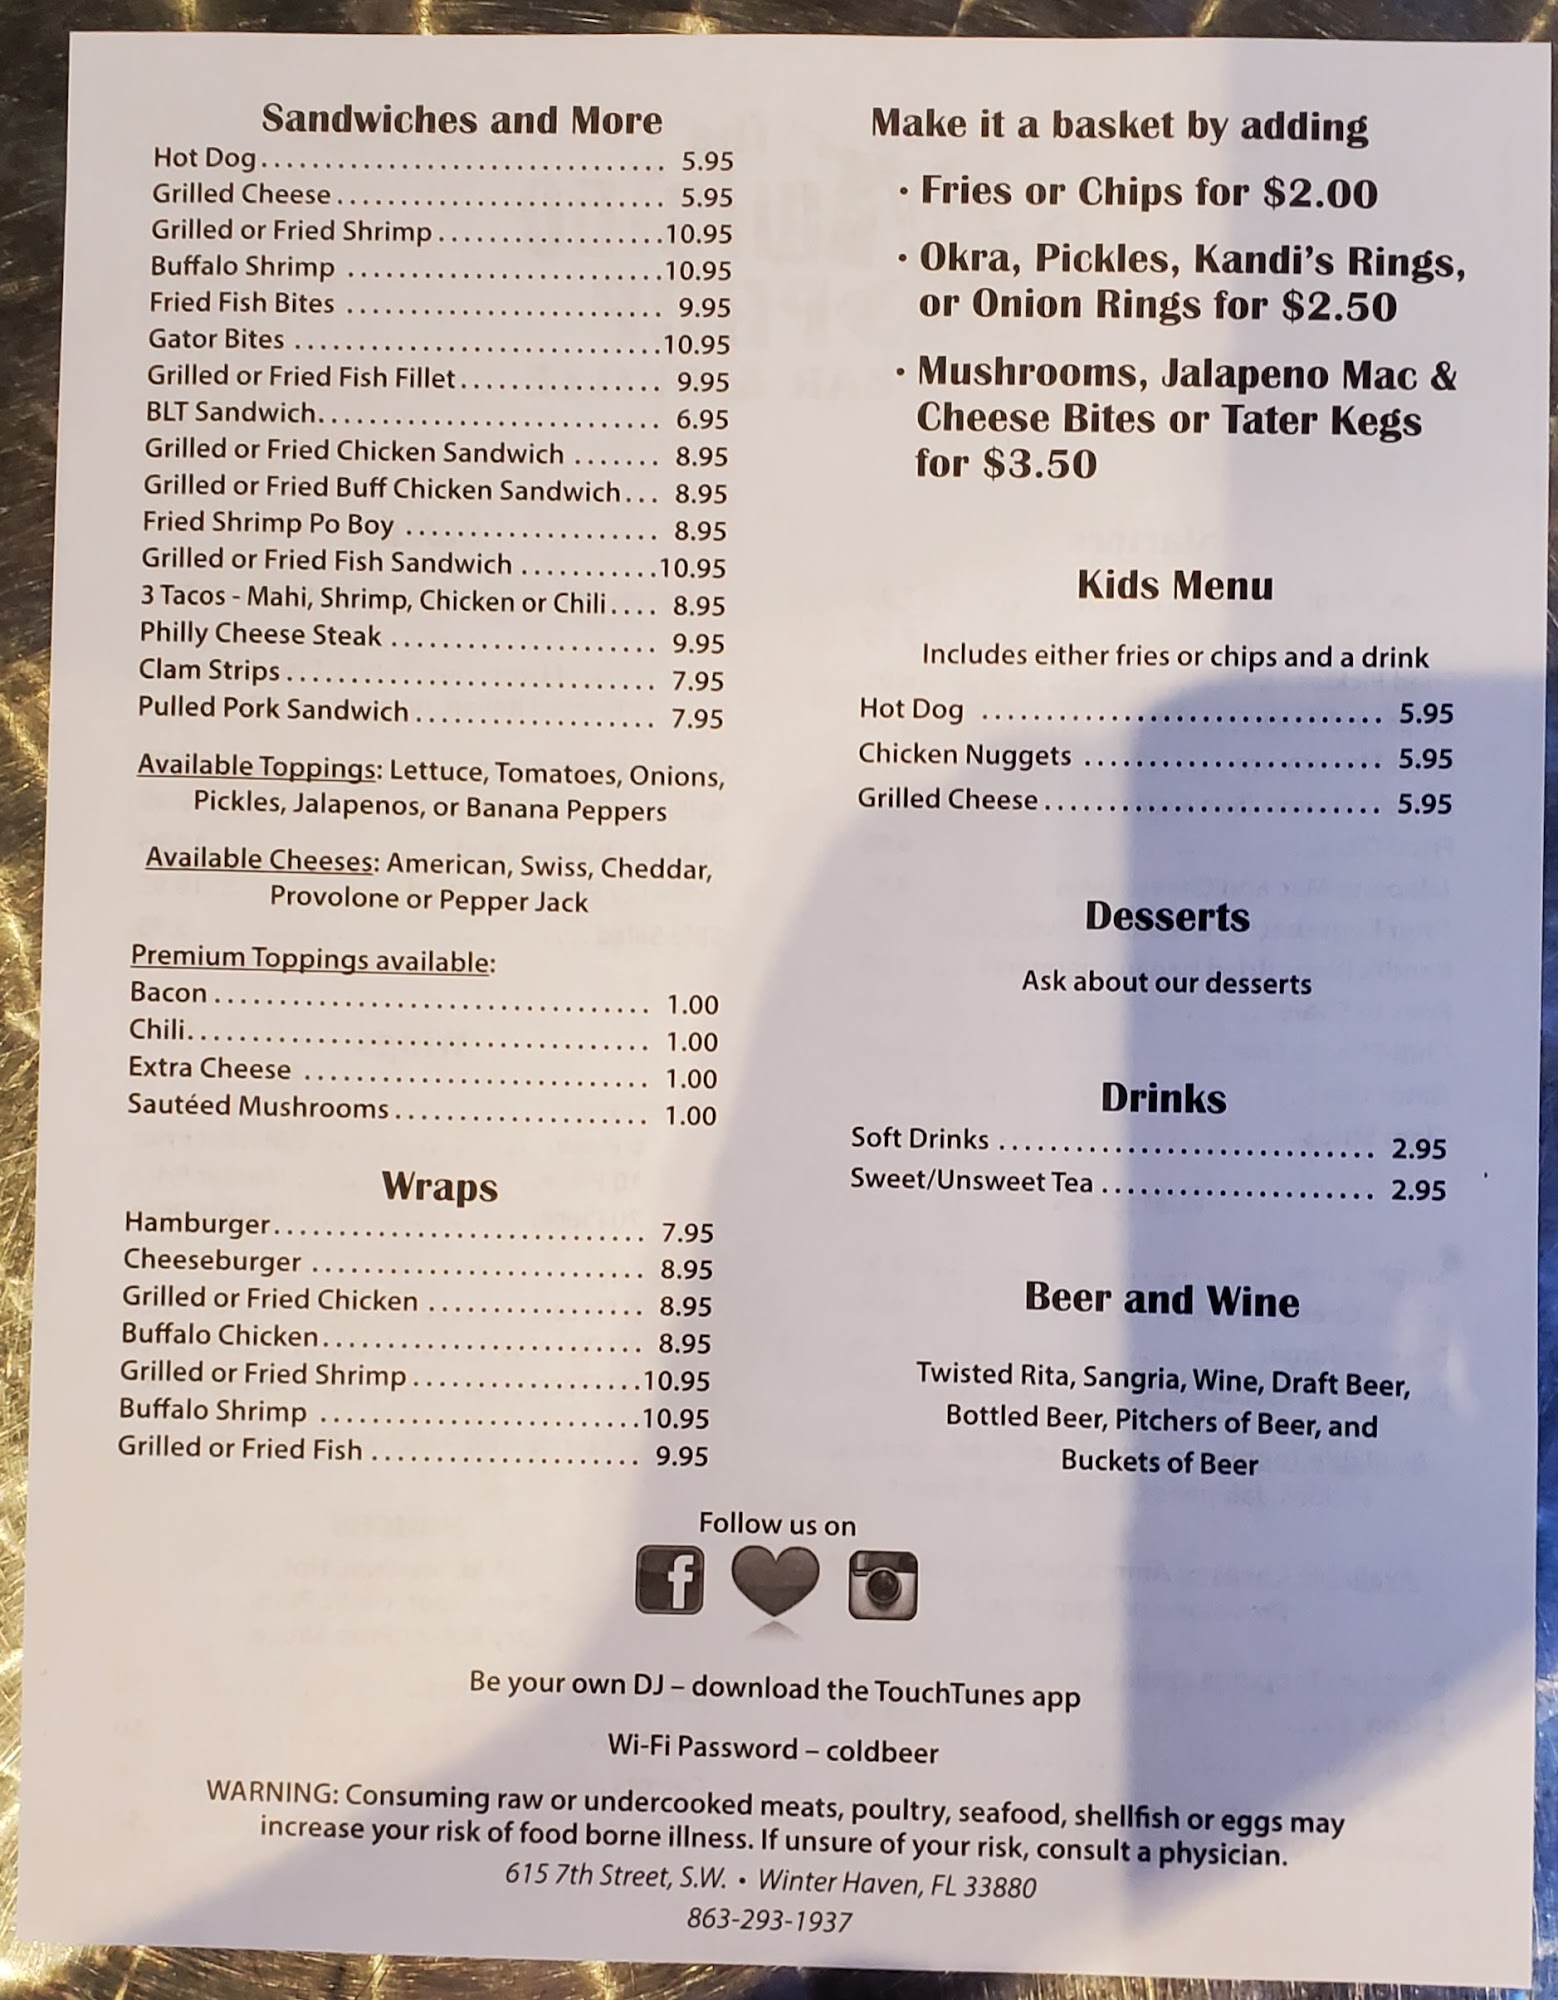 Sandwiches and More
Hot Dog................................ 5.95
Grilled Cheese.......................... 5.95
Grilled or Fried Shrimp..................10.95
Buffalo Shrimp .........................10.95
Fried Fish Bites ......................... 9.95
Gator Bites .............................10.95
Grilled or Fried Fish Fillet................ 9.95
BLT Sandwich........................... 6.95
Grilled or Fried Chicken Sandwich ....... 8.95
Grilled or Fried Buff Chicken Sandwich... 8.95
Fried Shrimp Po Boy .................... 8.95
Grilled or Fried Fish Sandwich ...........10.95
3 Tacos - Mahi, Shrimp, Chicken or Chili.... 8.95
Philly Cheese Steak ..................... 9.95
Clam Strips............................. 7.95
Pulled Pork Sandwich................... 7.95
Available Toppings: Lettuce, Tomatoes, Onions,
Pickles, Jalapenos, or Banana Peppers
Available Cheeses: American, Swiss, Cheddar,
Provolone or Pepper Jack
Premium Toppings available:
Bacon................................... 1.00
Chili..................................... 1.00
Extra Cheese ............................ 1.00
Sautéed Mushrooms.................... 1.00
Wraps
Hamburger.............................. 7.95
Cheeseburger .......................... 8.95
Grilled or Fried Chicken ................. 8.95
Buffalo Chicken.......................... 8.95
Grilled or Fried Shrimp..................10.95
Buffalo Shrimp .........................10.95
Grilled or Fried Fish ..................... 9.95
Make it a basket by adding
• Fries or Chips for $2.00
• Okra, Pickles, Kandi's Rings,
or Onion Rings for $2.50
• Mushrooms, Jalapeno Mac &
Cheese Bites or Tater Kegs
for $3.50
Kids Menu
Includes either fries or chips and a drink
Hot Dog ................................ 5.95
Chicken Nuggets ........................ 5.95
Grilled Cheese........................... 5.95
Desserts
Ask about our desserts
Drinks
Soft Drinks .............................. 2.95
Sweet/Unsweet Tea...................... 2.95
Beer and Wine
Twisted Rita, Sangria, Wine, Draft Beer,
Bottled Beer, Pitchers of Beer, and
Buckets of Beer
Follow us on
f
Be your own DJ – download the TouchTunes app
Wi-Fi Password – coldbeer
WARNING: Consuming raw or undercooked meats, poultry, seafood, shellfish or eggs may
increase your risk of food borne illness. If unsure of your risk, consult a physician.
615 7th Street, S.W. • Winter Haven, FL 33880
863-293-1937